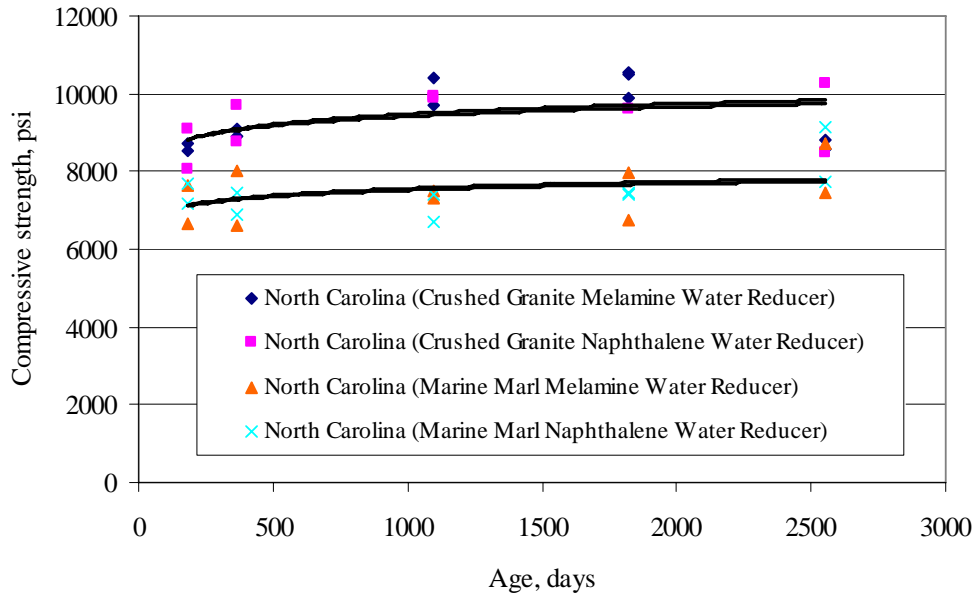 12000
10000
8000
6000
4000
2000
0
Compressive strength, psi
North Carolina (Crushed Granite Melamine Water Reducer)
North Carolina (Crushed Granite Naphthalene Water Reducer)
North Carolina (Marine Marl Melamine Water Reducer)
North Carolina (Marine Marl Naphthalene Water Reducer)
0 500 1000 1500 2000 2500 3000
Age, days